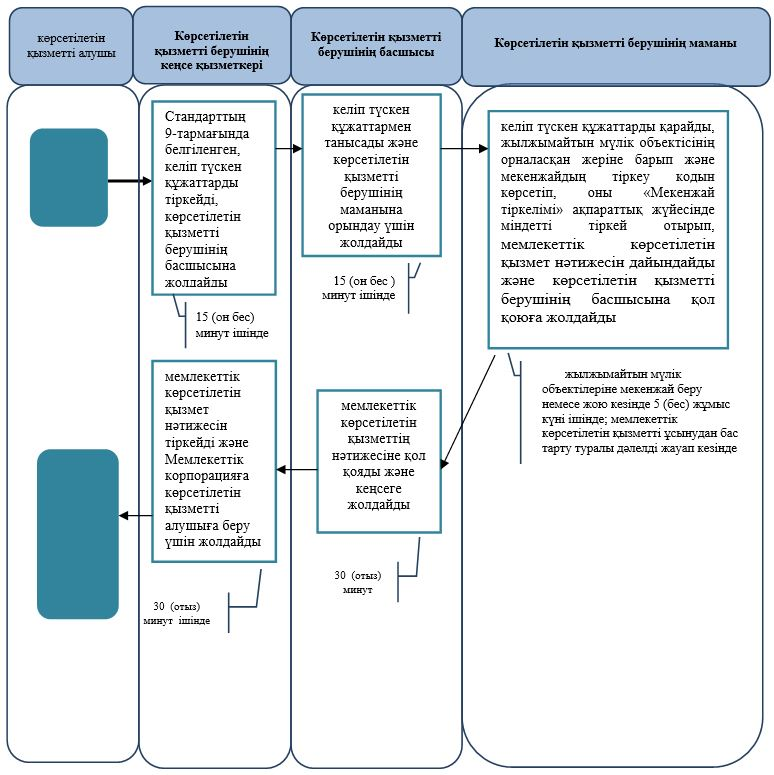 көрсетілетін
қызметті алушы
Көрсетілетін
қызметті берушінің
кеңсе қызметкері
Көрсетілетін қызметті
берушінің басшысы
Көрсетілетін қызметті берушінің маманы
Стандарттың
9-тармағында
белгіленген,
келіп түскен
құжаттарды
тіркейді,
көрсетілетін
қызметті
берушінің
басшысына
жолдайды
15 (он бес)
минут ішінде
келіп түскен
құжаттармен
танысады және
көрсетілетін
қызметті
берушінің
маманына
орындау үшін
жолдайды
15 (он бес )
минут ішінде
келіп түскен құжаттарды қарайды,
жылжымайтын мүлік объектісінің
орналасқан жеріне барып және
мекенжайдың тіркеу кодын
көрсетіп, оны «Мекенжай
тіркелімі» ақпараттық жүйесінде
міндетті тіркей отырып,
мемлекеттік көрсетілетін
қызмет нәтижесін дайындайды
және көрсетілетін қызметті
берушінің басшысына қол
қоюға жолдайды
жылжымайтын мүлік
объектілеріне мекенжай беру
немесе жою кезінде 5 (бес) жұмыс
күні ішінде; мемлекеттік
көрсетілетін қызметті ұсынудан бас
тарту туралы дәлелді жауап кезінде
мемлекеттік
көрсетілетін
қызметтің
нәтижесіне қол
қояды және
кеңсеге
жолдайды
30 (отыз)
минут
мемлекеттік
көрсетілетін
қызмет
нәтижесін
тіркейді және
Мемлекеттік
корпорацияға
көрсетілетін
қызметті
алушыға беру
үшін жолдайды
30 (отыз)
минут ішінде